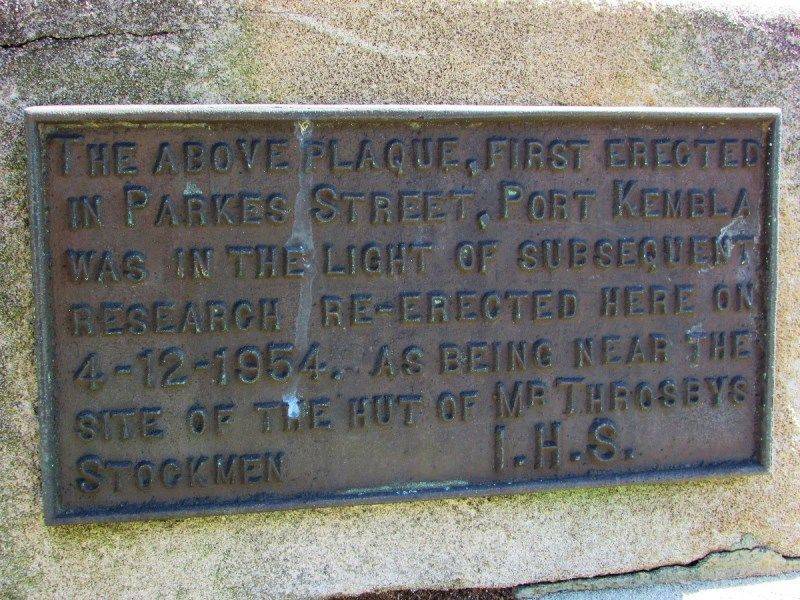 THE ABOVE PLAQUE, FIRST ERECTED
IN PARKES STREET, PORT KEMBLA
WAS IN THE LIGHT OF SUBSEQUENT
RESEARCH RE-ERECTED HERE ON
4-12-1954. AS BEING NEAR THE
SITE OF THE HUT OF MR THROSBYS
STOCKMEN I.H.S.